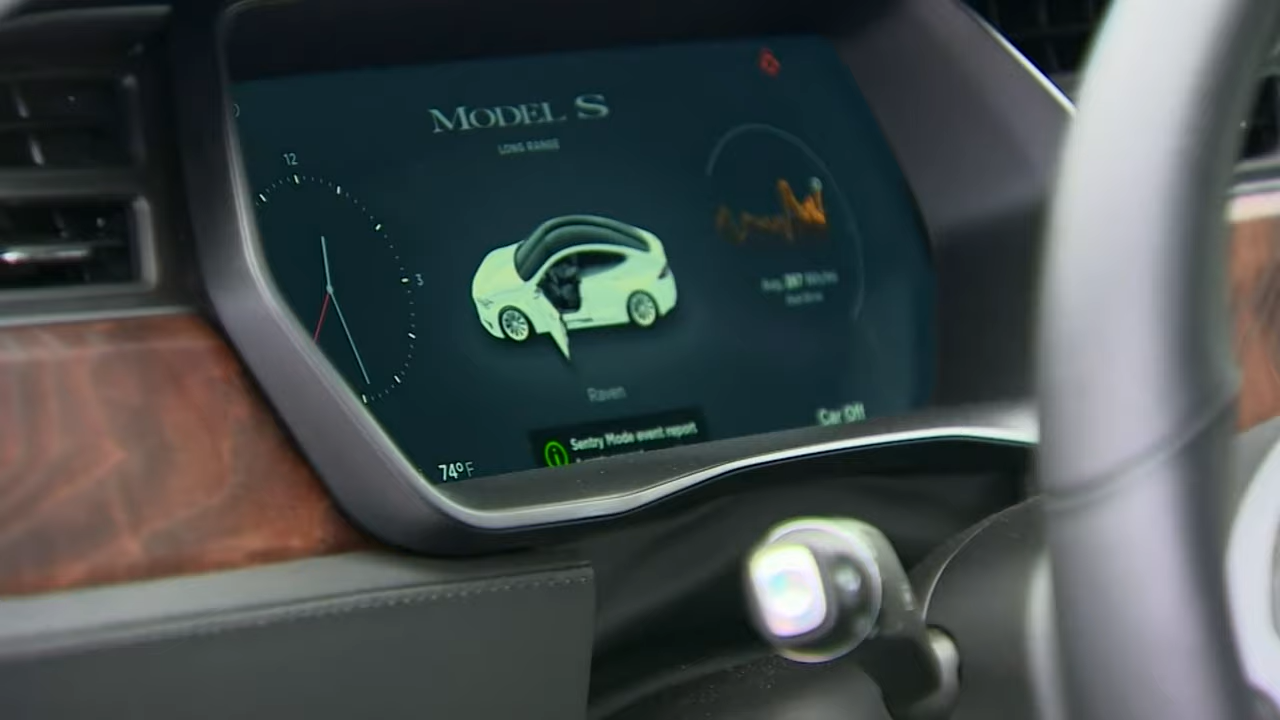 MODEL S
LONG RANGE
12
3
Raven
Car Off
Sentry Mode event report
74°F